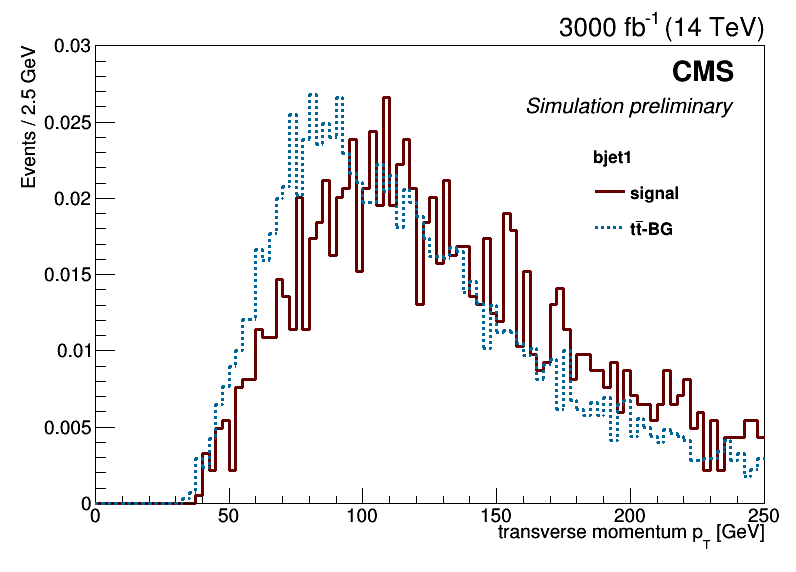 3000 fb⁻¹ (14 TeV)
CMS
Simulation preliminary
bjet1
signal
tt̄-BG
Events / 2.5 GeV
0.03
0.025
0.02
0.015
0.01
0.005
0
0 50 100 150 200 250
transverse momentum p_T [GeV]